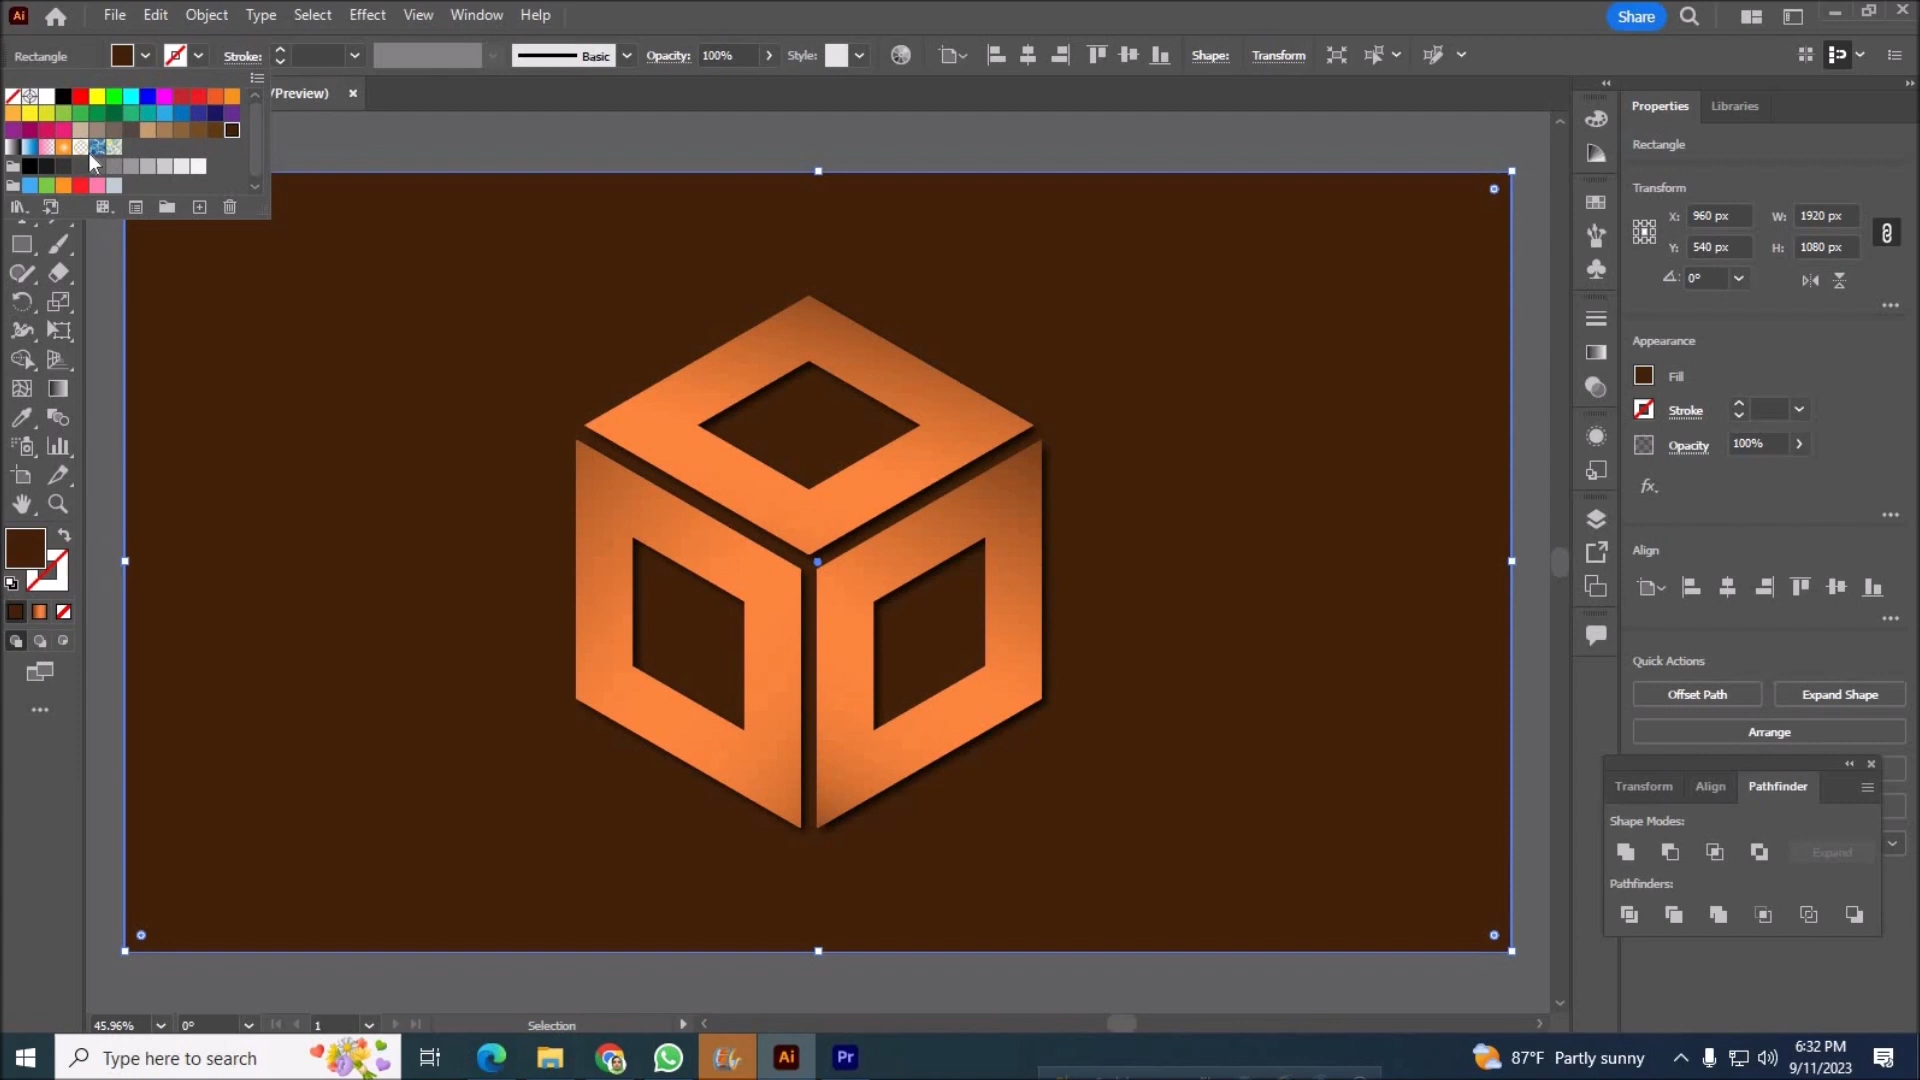 Ai File Edit Object Type Select Effect View Window Help Share
Rectangle Stroke: Basic Opacity: 100% Style: Shape: Transform
/Preview) ×
Properties Libraries
Rectangle
Transform
X: 960 px W: 1920 px
Y: 540 px H: 1080 px
0°
Appearance
Fill
Stroke
Opacity 100%
fx.
Align
Quick Actions
Offset Path Expand Shape
Arrange
Transform Align Pathfinder
Shape Modes:
Expand
Pathfinders:
45.96% 0° 1 Selection
Type here to search Ai Pr 87°F Partly sunny 6:32 PM
9/11/2023